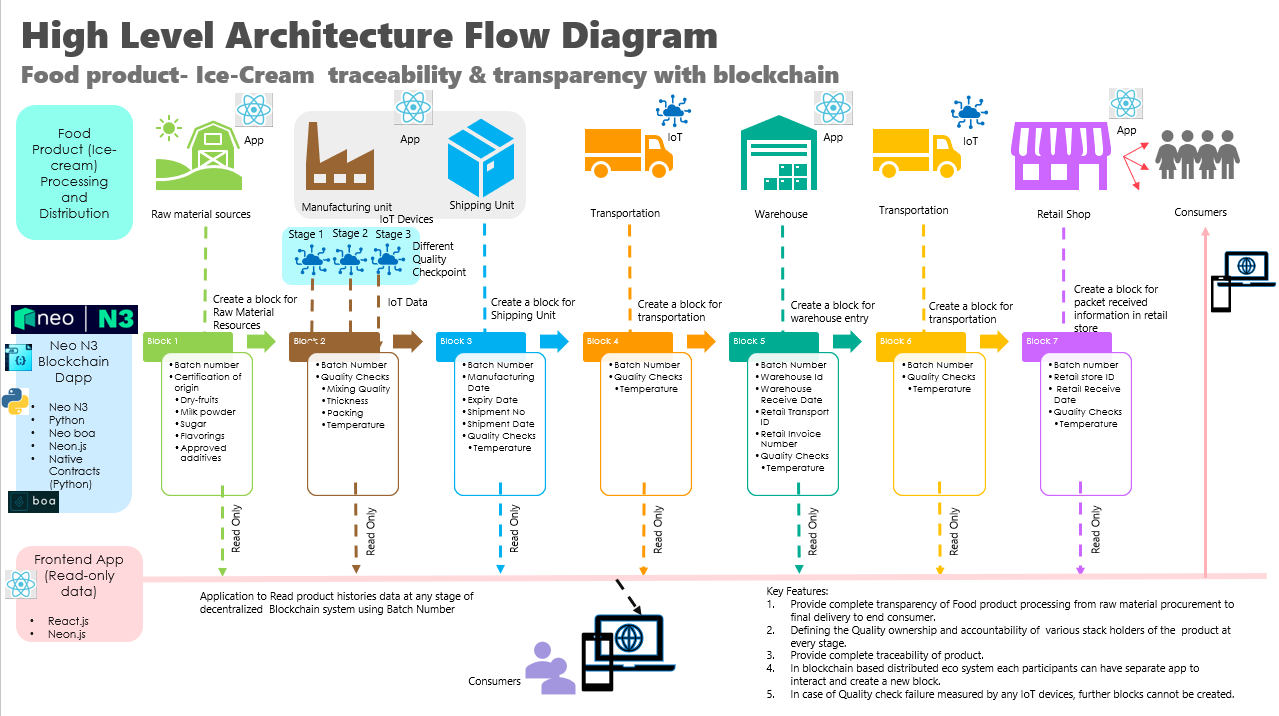 High Level Architecture Flow Diagram
Food product- Ice-Cream  traceability & transparency with blockchain
Food
Product (Ice-
cream)
Processing
and
Distribution
App
Raw material sources
App
Manufacturing unit
Shipping Unit
IoT
Transportation
App
Warehouse
IoT
Transportation
App
Retail Shop
Consumers
IoT Devices
Stage 1
Stage 2
Stage 3
Different
Quality
Checkpoint
IoT Data
Create a block for
Raw Material
Resources
Create a block for
Shipping Unit
Create a block for
transportation
Create a block for
warehouse entry
Create a block for
transportation
Create a block for
packet received
information in retail
store
neo
N3
Neo N3
Blockchain
Dapp
• Neo N3
• Python
• Neo boa
• Neon.js
• Native
Contracts
(Python)
boa
Block 1
• Batch number
• Certification of
origin
• Dry-fruits
• Milk powder
• Sugar
• Flavorings
• Approved
additives
Block 2
• Batch Number
• Quality Checks
• Mixing Quality
• Thickness
• Packing
• Temperature
Block 3
• Batch Number
• Manufacturing
Date
• Expiry Date
• Shipment No
• Shipment Date
• Quality Checks
• Temperature
Block 4
• Batch Number
• Quality Checks
• Temperature
Block 5
• Batch Number
• Warehouse Id
• Warehouse
Receive Date
• Retail Transport
ID
• Retail Invoice
Number
• Quality Checks
• Temperature
Block 6
• Batch Number
• Quality Checks
• Temperature
Block 7
• Batch number
• Retail store ID
• Retail Receive
Date
• Quality Checks
• Temperature
Read Only
Read Only
Read Only
Read Only
Read Only
Read Only
Read Only
Frontend App
(Read-only
data)
• React.js
• Neon.js
Application to Read product histories data at any stage of
decentralized  Blockchain system using Batch Number
Consumers
Key Features:
1. Provide complete transparency of Food product processing from raw material procurement to
final delivery to end consumer.
2. Defining the Quality ownership and accountability of  various stack holders of the  product at
every stage.
3. Provide complete traceability of product.
4. In blockchain based distributed eco system each participants can have separate app to
interact and create a new block.
5. In case of Quality check failure measured by any IoT devices, further blocks cannot be created.